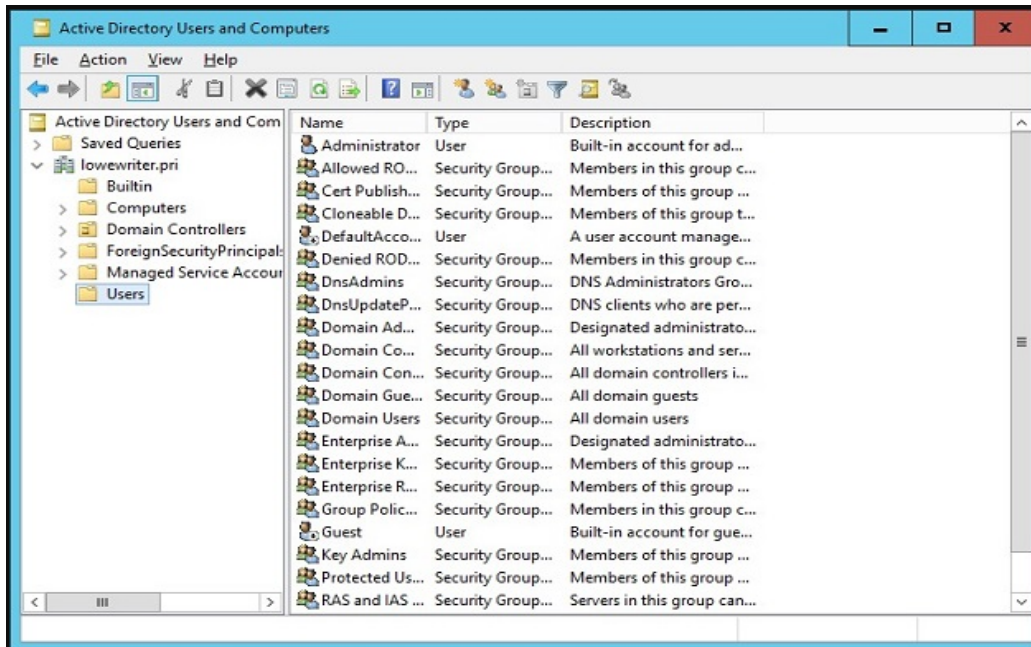 Active Directory Users and Computers
File Action View Help
Active Directory Users and Com
Saved Queries
lowewriter.pri
Builtin
Computers
Domain Controllers
ForeignSecurityPrincipals
Managed Service Accour
Users
Name Type Description
Administrator User Built-in account for ad...
Allowed RO... Security Group... Members in this group c...
Cert Publish... Security Group... Members of this group ...
Cloneable D... Security Group... Members of this group t...
DefaultAcco... User A user account manage...
Denied ROD... Security Group... Members in this group c...
DnsAdmins Security Group... DNS Administrators Gro...
DnsUpdateP... Security Group... DNS clients who are per...
Domain Ad... Security Group... Designated administrato...
Domain Co... Security Group... All workstations and ser...
Domain Con... Security Group... All domain controllers i...
Domain Gue... Security Group... All domain guests
Domain Users Security Group... All domain users
Enterprise A... Security Group... Designated administrato...
Enterprise K... Security Group... Members of this group ...
Enterprise R... Security Group... Members of this group ...
Group Polic... Security Group... Members in this group c...
Guest User Built-in account for gue...
Key Admins Security Group... Members of this group ...
Protected Us... Security Group... Members of this group ...
RAS and IAS ... Security Group... Servers in this group can...